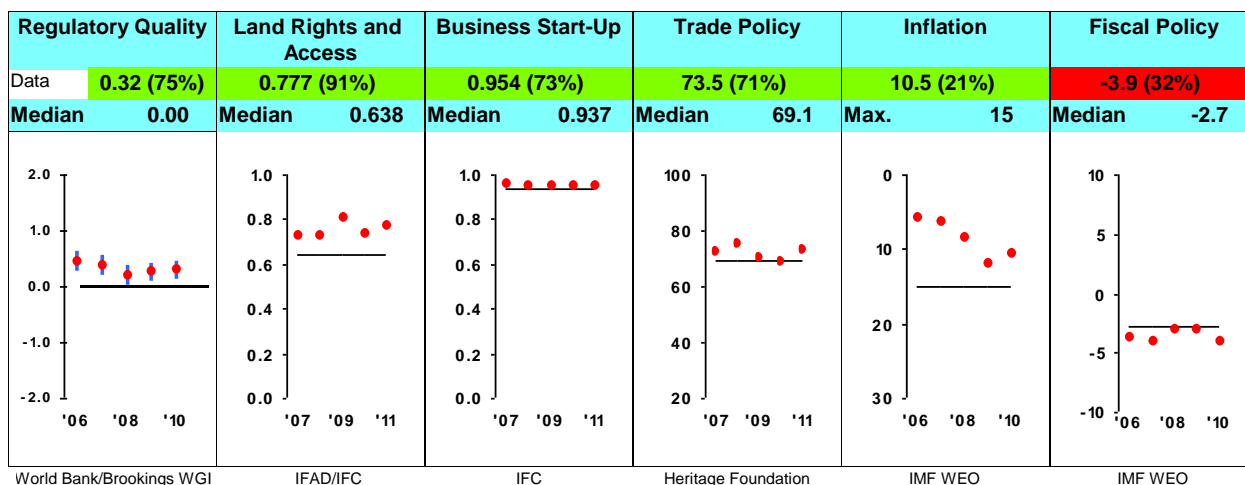 Regulatory Quality
Land Rights and
Access
Business Start-Up
Trade Policy
Inflation
Fiscal Policy
Data 0.32 (75%)
0.777 (91%)
0.954 (73%)
73.5 (71%)
10.5 (21%)
-3.9 (32%)
Median 0.00
Median 0.638
Median 0.937
Median 69.1
Max. 15
Median -2.7
2.0
1.0
0.0
-1.0
-2.0
'06 '08 '10
1.0
0.8
0.6
0.4
0.2
0.0
'07 '09 '11
1.0
0.8
0.6
0.4
0.2
0.0
'07 '09 '11
100
80
60
40
20
'07 '09 '11
0
10
20
30
'06 '08 '10
10
5
0
-5
-10
'06 '08 '10
World Bank/Brookings WGI
IFAD/IFC
IFC
Heritage Foundation
IMF WEO
IMF WEO